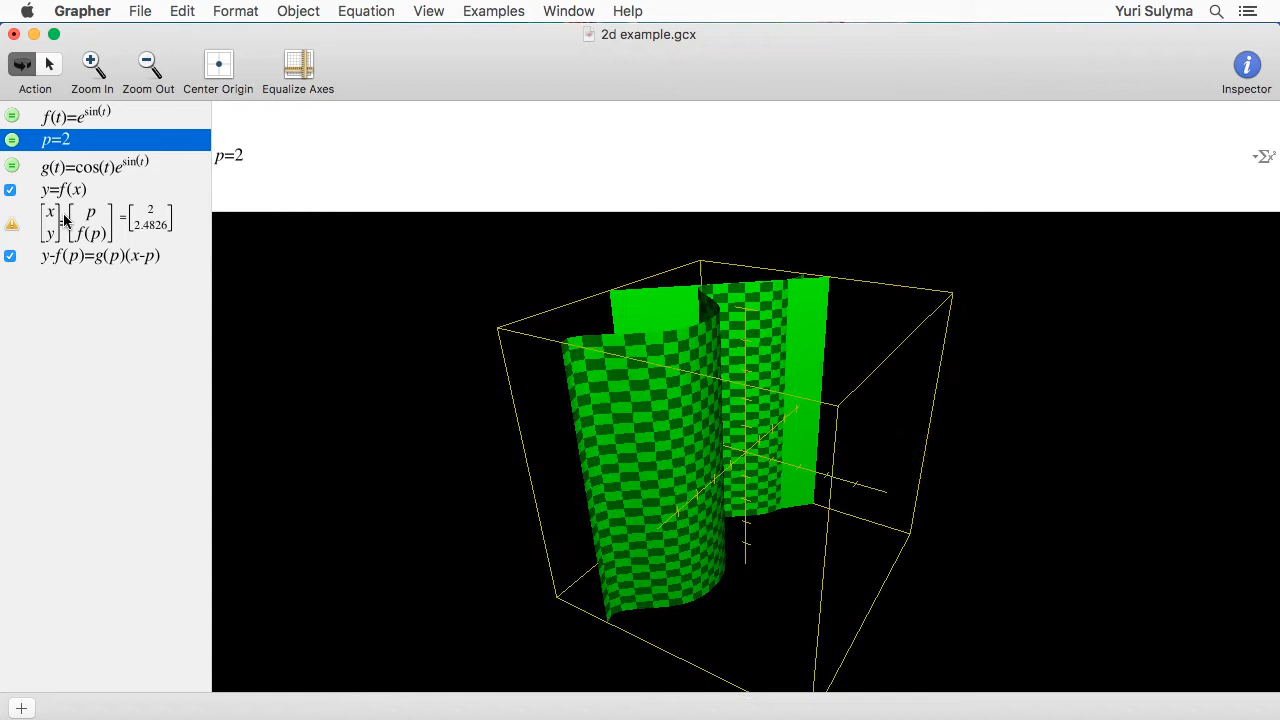 Grapher File Edit Format Object Equation View Examples Window Help Yuri Sulyma
2d example.gcx
Action Zoom In Zoom Out Center Origin Equalize Axes Inspector
f(t)=e^sin(t)
p=2
g(t)=cos(t)e^sin(t)
y=f(x)
[x y]=[p f(p)]=[2 2.4826]
y-f(p)=g(p)(x-p)
p=2